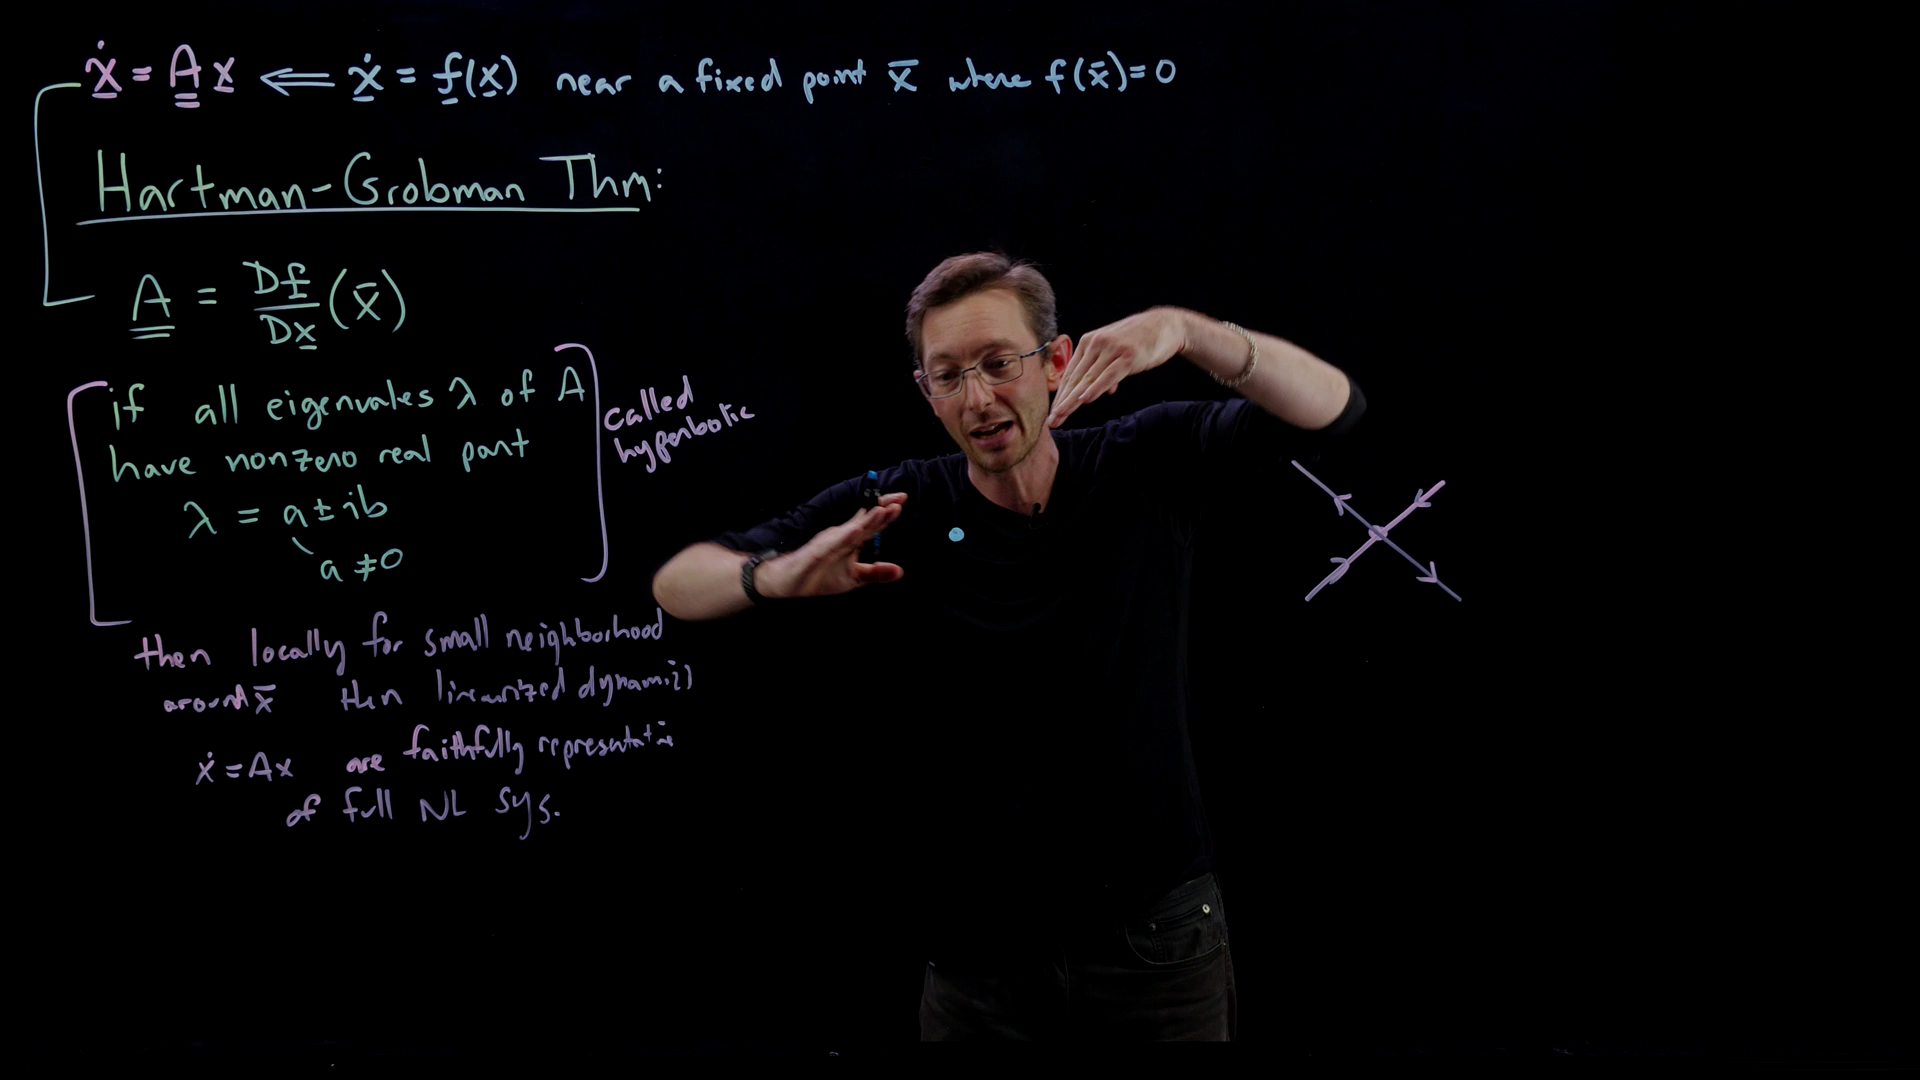 ẋ = A x ⟸ ẋ = f(x) near a fixed point x̄ where f(x̄)=0
Hartman-Grobman Thm:
A = Df/Dx (x̄)
if all eigenvales λ of A
have nonzero real part
λ = a ± ib
a ≠ 0
called
hyperbolic
then locally for small neighborhood
around x̄ then linearized dynamics
ẋ = Ax are faithfully representative
of full NL sys.